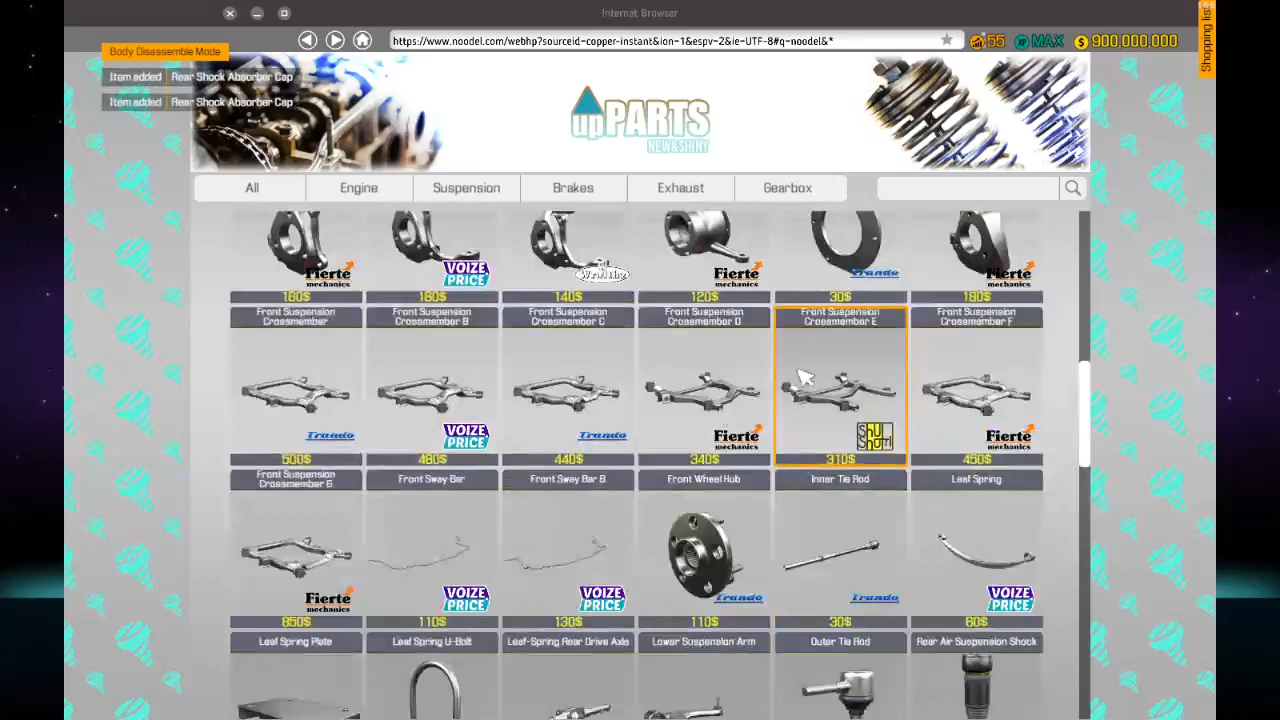 Internet Browser
https://www.noodel.com/webhp?sourceid-copper-instant&ion-1&espv-2&ie-UTF-8#q-noodel&*
55
XP MAX
$ 900,000,000
Shopping list
Body Disassemble Mode
Item added Rear Shock Absorber Cap
Item added Rear Shock Absorber Cap
upPARTS
NEW&SHINY
All
Engine
Suspension
Brakes
Exhaust
Gearbox
Fierte mechanics
VOIZE PRICE
Fierte mechanics
Trando
Fierte mechanics
160$
180$
140$
120$
30$
180$
Front Suspension Crossmember
Front Suspension Crossmember B
Front Suspension Crossmember C
Front Suspension Crossmember D
Front Suspension Crossmember E
Front Suspension Crossmember F
Trando
VOIZE PRICE
Trando
Fierte mechanics
Fierte mechanics
500$
480$
440$
340$
310$
450$
Front Suspension Crossmember G
Front Sway Bar
Front Sway Bar B
Front Wheel Hub
Inner Tie Rod
Leaf Spring
Fierte mechanics
VOIZE PRICE
VOIZE PRICE
Trando
Trando
VOIZE PRICE
850$
110$
130$
110$
30$
60$
Leaf Spring Plate
Leaf Spring U-Bolt
Leaf-Spring Rear Drive Axle
Lower Suspension Arm
Outer Tie Rod
Rear Air Suspension Shock